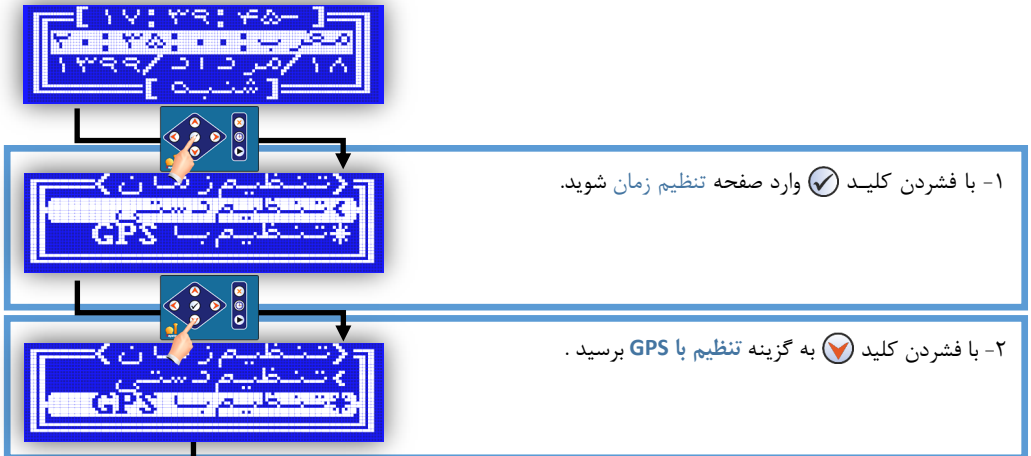 [ ۱۷:۳۹:۴۵- ]
مغرب:۲۰:۳۵:۰۰
۱۸/مرداد/۱۳۹۹
[ شنبه ]
<تنظیم زمان>
>تنظیم دستی
*تنظیم با GPS
۱- با فشردن کلیـد وارد صفحه تنظیم زمان شوید.
<تنظیم زمان>
>تنظیم دستی
*تنظیم با GPS
۲- با فشردن کلید به گزینه تنظیم با GPS برسید .